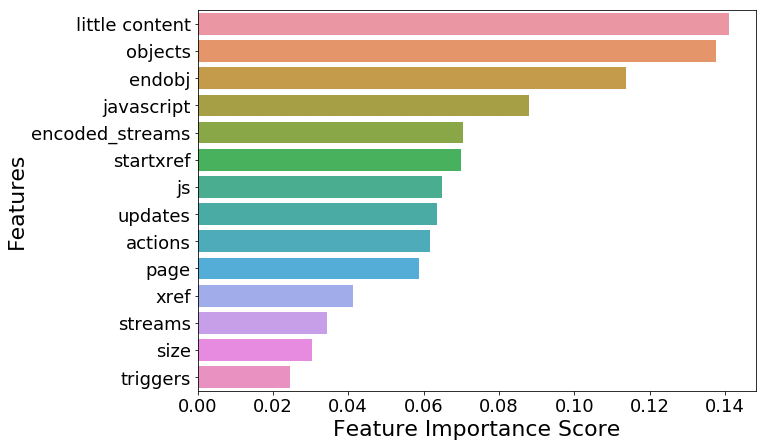 little content
objects
endobj
javascript
encoded_streams
startxref
js
updates
actions
page
xref
streams
size
triggers
Features
0.00 0.02 0.04 0.06 0.08 0.10 0.12 0.14
Feature Importance Score